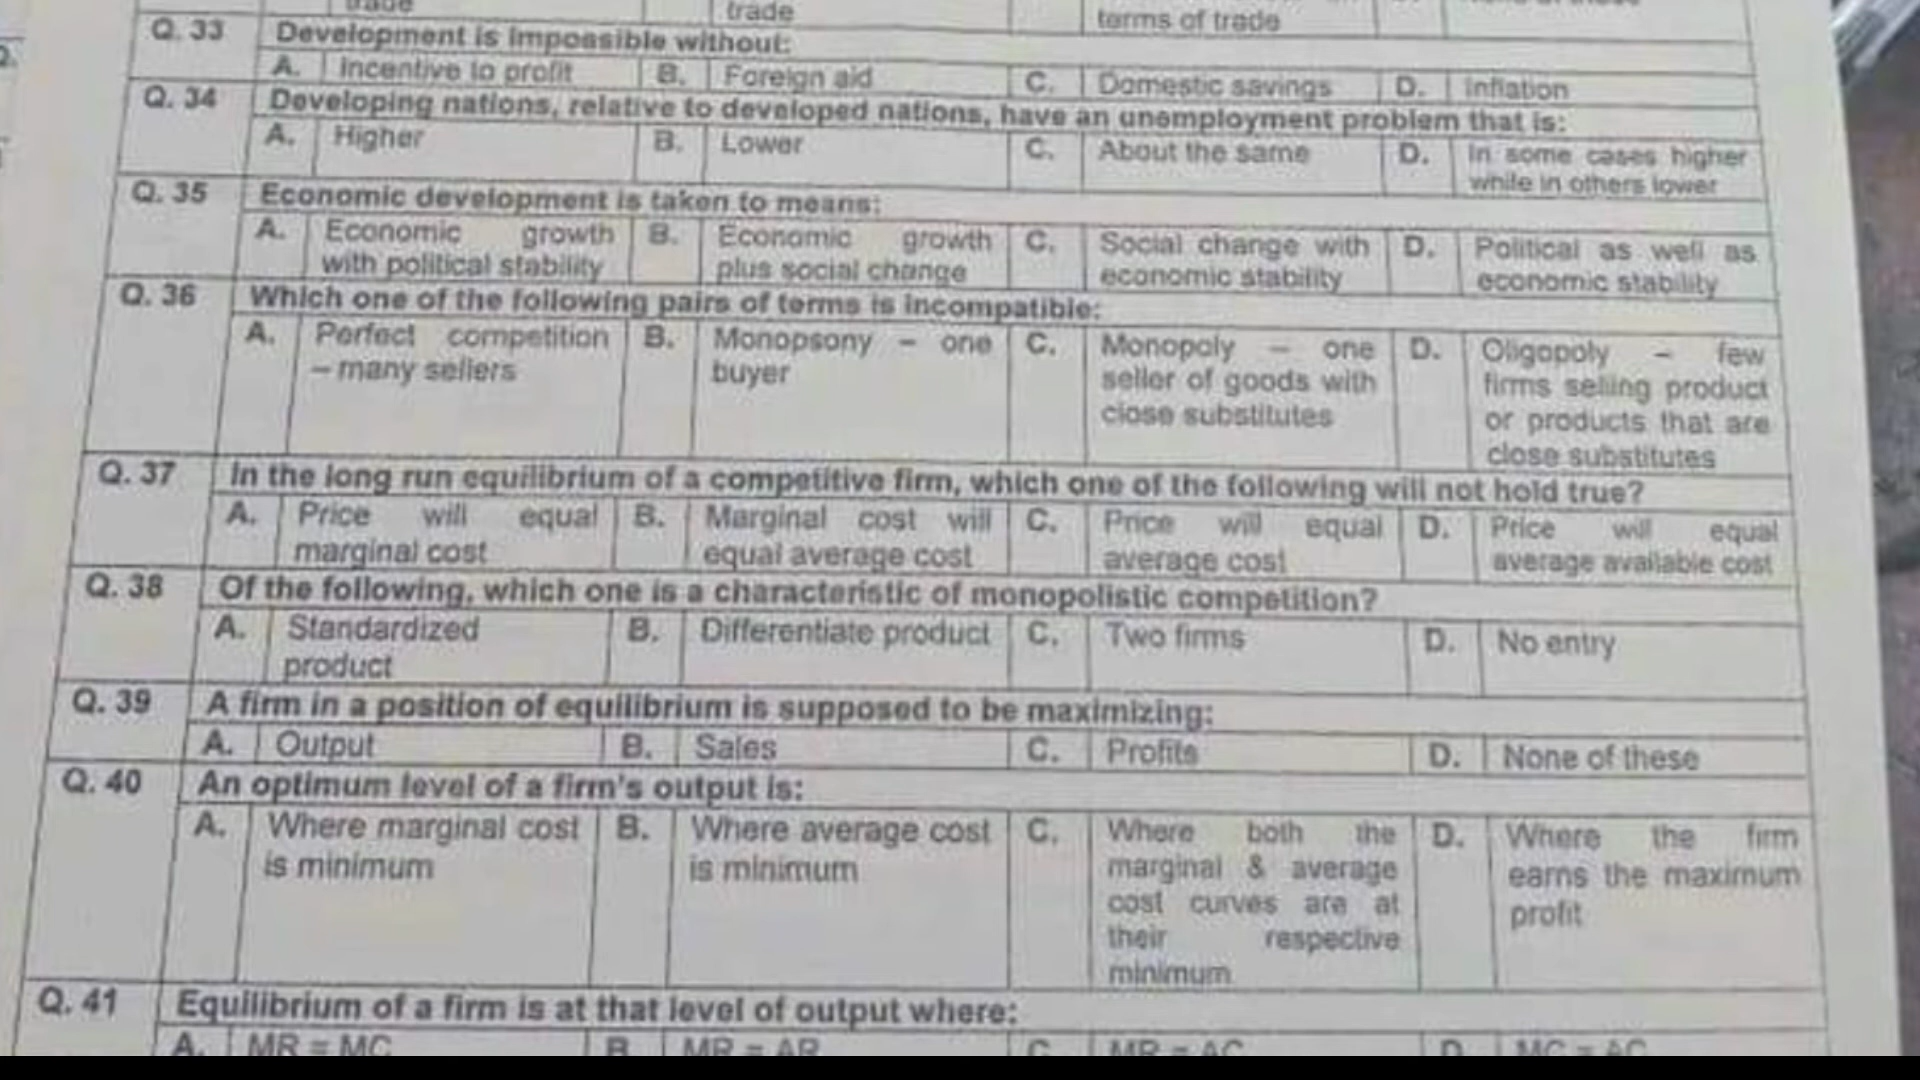 trade trade terms of trade
Q. 33 Development is impossible without:
A. Incentive to profit B. Foreign aid C. Domestic savings D. Inflation
Q. 34 Developing nations, relative to developed nations, have an unemployment problem that is:
A. Higher B. Lower C. About the same D. In some cases higher
while in others lower
Q. 35 Economic development is taken to means:
A. Economic growth B. Economic growth C. Social change with D. Political as well as
with political stability plus social change economic stability economic stability
Q. 36 Which one of the following pairs of terms is incompatible:
A. Perfect competition B. Monopsony – one C. Monopoly – one D. Oligopoly – few
– many sellers buyer seller of goods with firms selling product
close substitutes or products that are
close substitutes
Q. 37 In the long run equilibrium of a competitive firm, which one of the following will not hold true?
A. Price will equal B. Marginal cost will C. Price will equal D. Price will equal
marginal cost equal average cost average cost average available cost
Q. 38 Of the following, which one is a characteristic of monopolistic competition?
A. Standardized B. Differentiate product C. Two firms D. No entry
product
Q. 39 A firm in a position of equilibrium is supposed to be maximizing:
A. Output B. Sales C. Profits D. None of these
Q. 40 An optimum level of a firm's output is:
A. Where marginal cost B. Where average cost C. Where both the D. Where the firm
is minimum is minimum marginal & average earns the maximum
cost curves are at profit
their respective
minimum
Q. 41 Equilibrium of a firm is at that level of output where:
A. MR = MC B. MR = AR C. MR = AC D. MC = AC